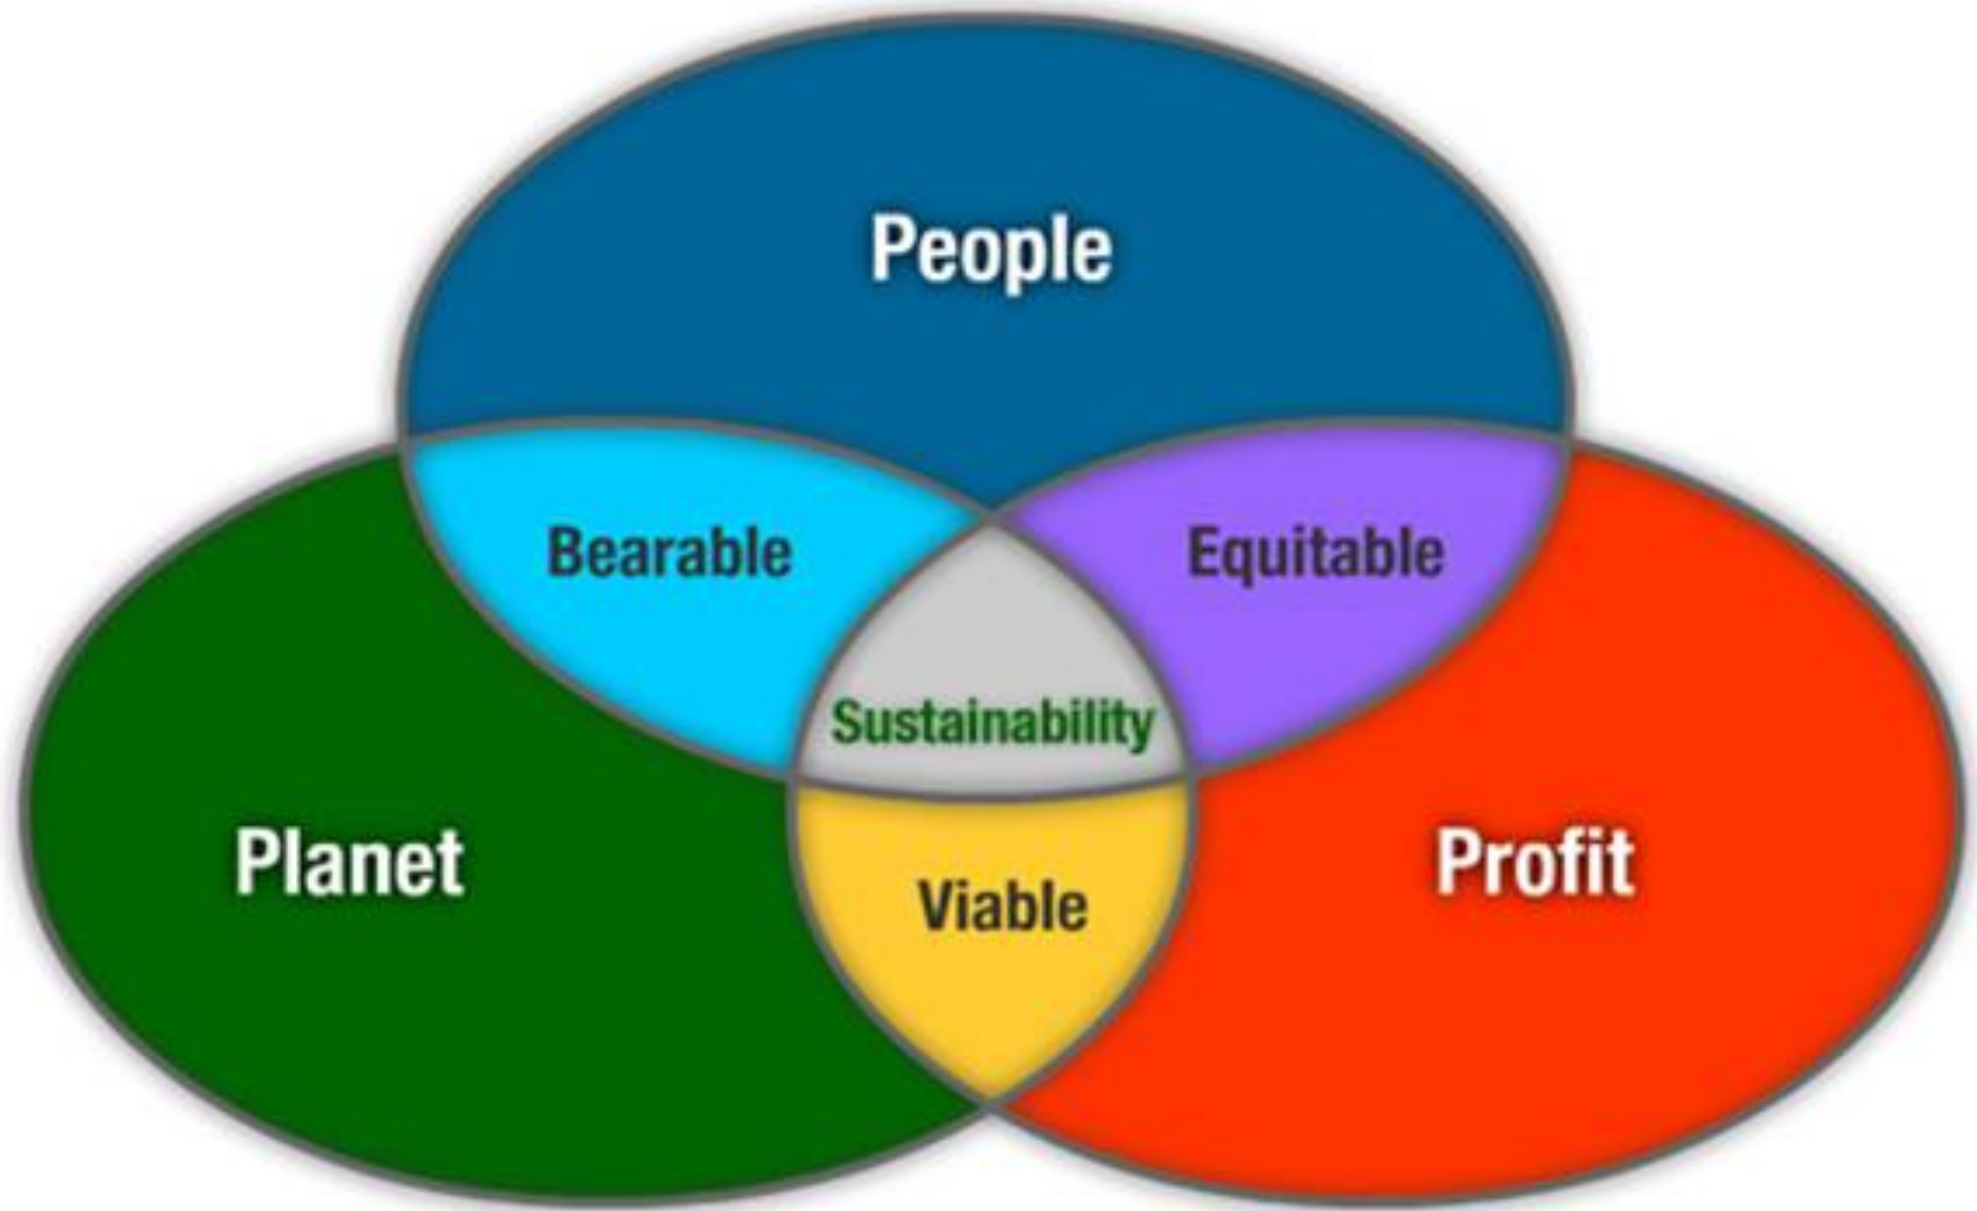 People
Bearable
Equitable
Sustainability
Planet
Profit
Viable